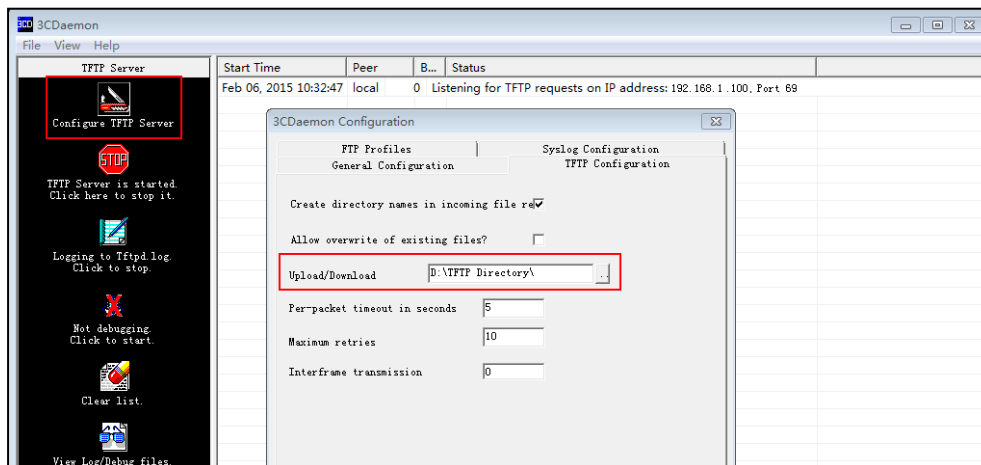 3CD 3CDaemon
File View Help
TFTP Server
Start Time Peer B... Status
Feb 06, 2015 10:32:47 local 0 Listening for TFTP requests on IP address: 192.168.1.100, Port 69
Configure TFTP Server
STOP
TFTP Server is started.
Click here to stop it.
Logging to Tftpd.log.
Click to stop.
Not debugging.
Click to start.
Clear list.
View Log/Debug files.
3CDaemon Configuration
FTP Profiles Syslog Configuration
General Configuration TFTP Configuration
Create directory names in incoming file re
Allow overwrite of existing files?
Upload/Download D:\TFTP Directory\ ..
Per-packet timeout in seconds 5
Maximum retries 10
Interframe transmission 0